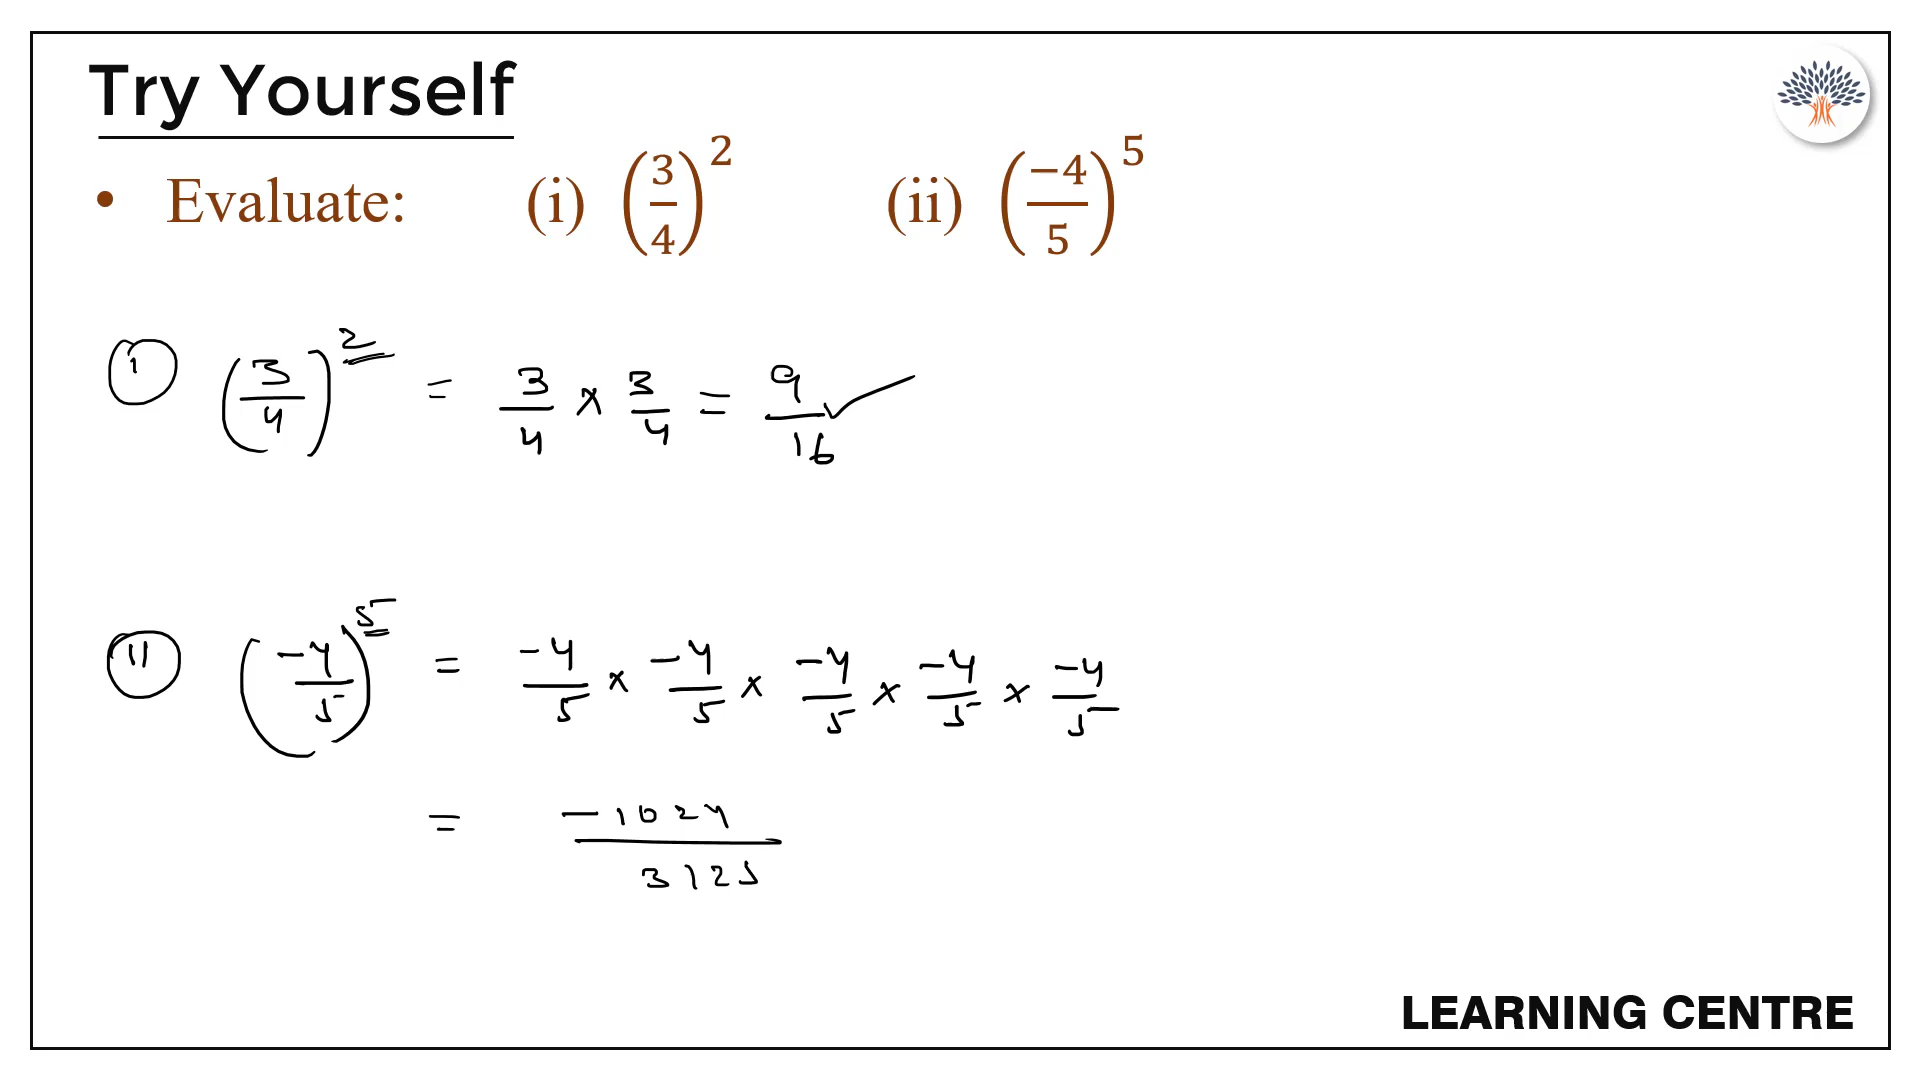 Try Yourself
• Evaluate: (i) (3/4)^2 (ii) (-4/5)^5
(i) (3/4)^2 = 3/4 × 3/4 = 9/16 ✓
(ii) (-4/5)^5 = -4/5 × -4/5 × -4/5 × -4/5 × -4/5
= -1024/3125
LEARNING CENTRE